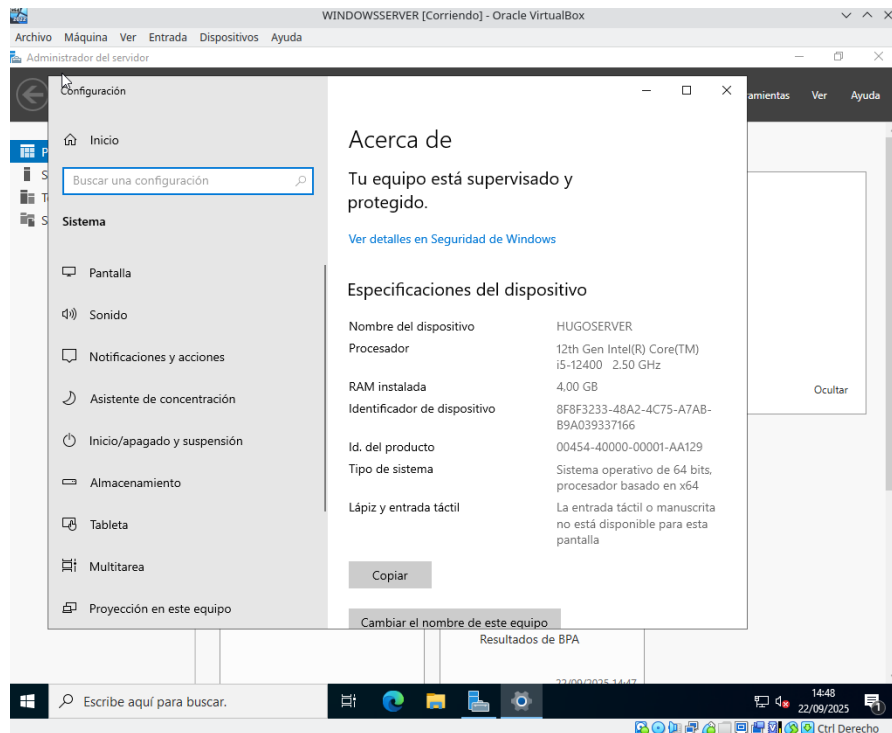 WINDOWSSERVER [Corriendo] - Oracle VirtualBox
Archivo Máquina Ver Entrada Dispositivos Ayuda
Administrador del servidor
Ver Ayuda
Configuración
Inicio
Buscar una configuración
Sistema
Pantalla
Sonido
Notificaciones y acciones
Asistente de concentración
Inicio/apagado y suspensión
Almacenamiento
Tableta
Multitarea
Proyección en este equipo
Acerca de
Tu equipo está supervisado y
protegido.
Ver detalles en Seguridad de Windows
Especificaciones del dispositivo
Nombre del dispositivo HUGOSERVER
Procesador 12th Gen Intel(R) Core(TM)
i5-12400 2.50 GHz
RAM instalada 4,00 GB
Identificador de dispositivo 8F8F3233-48A2-4C75-A7AB-
B9A039337166
Id. del producto 00454-40000-00001-AA129
Tipo de sistema Sistema operativo de 64 bits,
procesador basado en x64
Lápiz y entrada táctil La entrada táctil o manuscrita
no está disponible para esta
pantalla
Copiar
Cambiar el nombre de este equipo
Ocultar
Resultados de BPA
22/09/2025 14:47
Escribe aquí para buscar.
14:48
22/09/2025
1
Ctrl Derecho